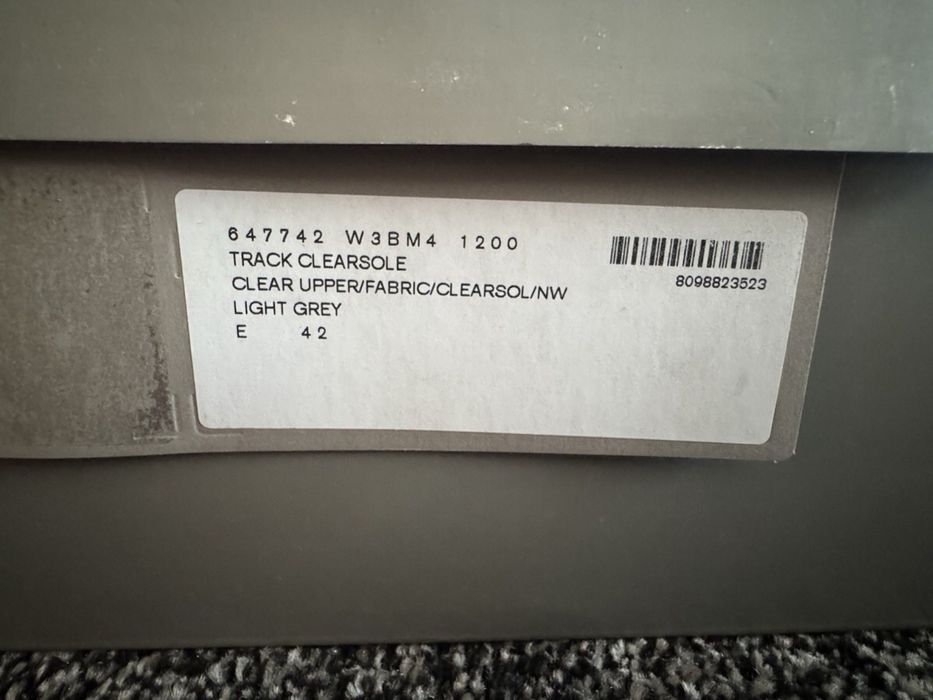 647742 W3BM4 1200
TRACK CLEARSOLE
CLEAR UPPER/FABRIC/CLEARSOL/NW
LIGHT GREY
E 42
8098823523